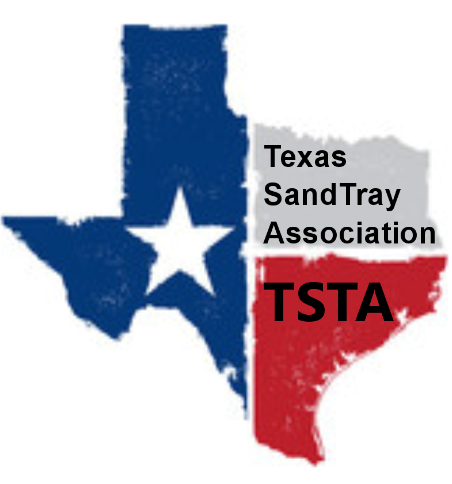 Texas
SandTray
Association
TSTA